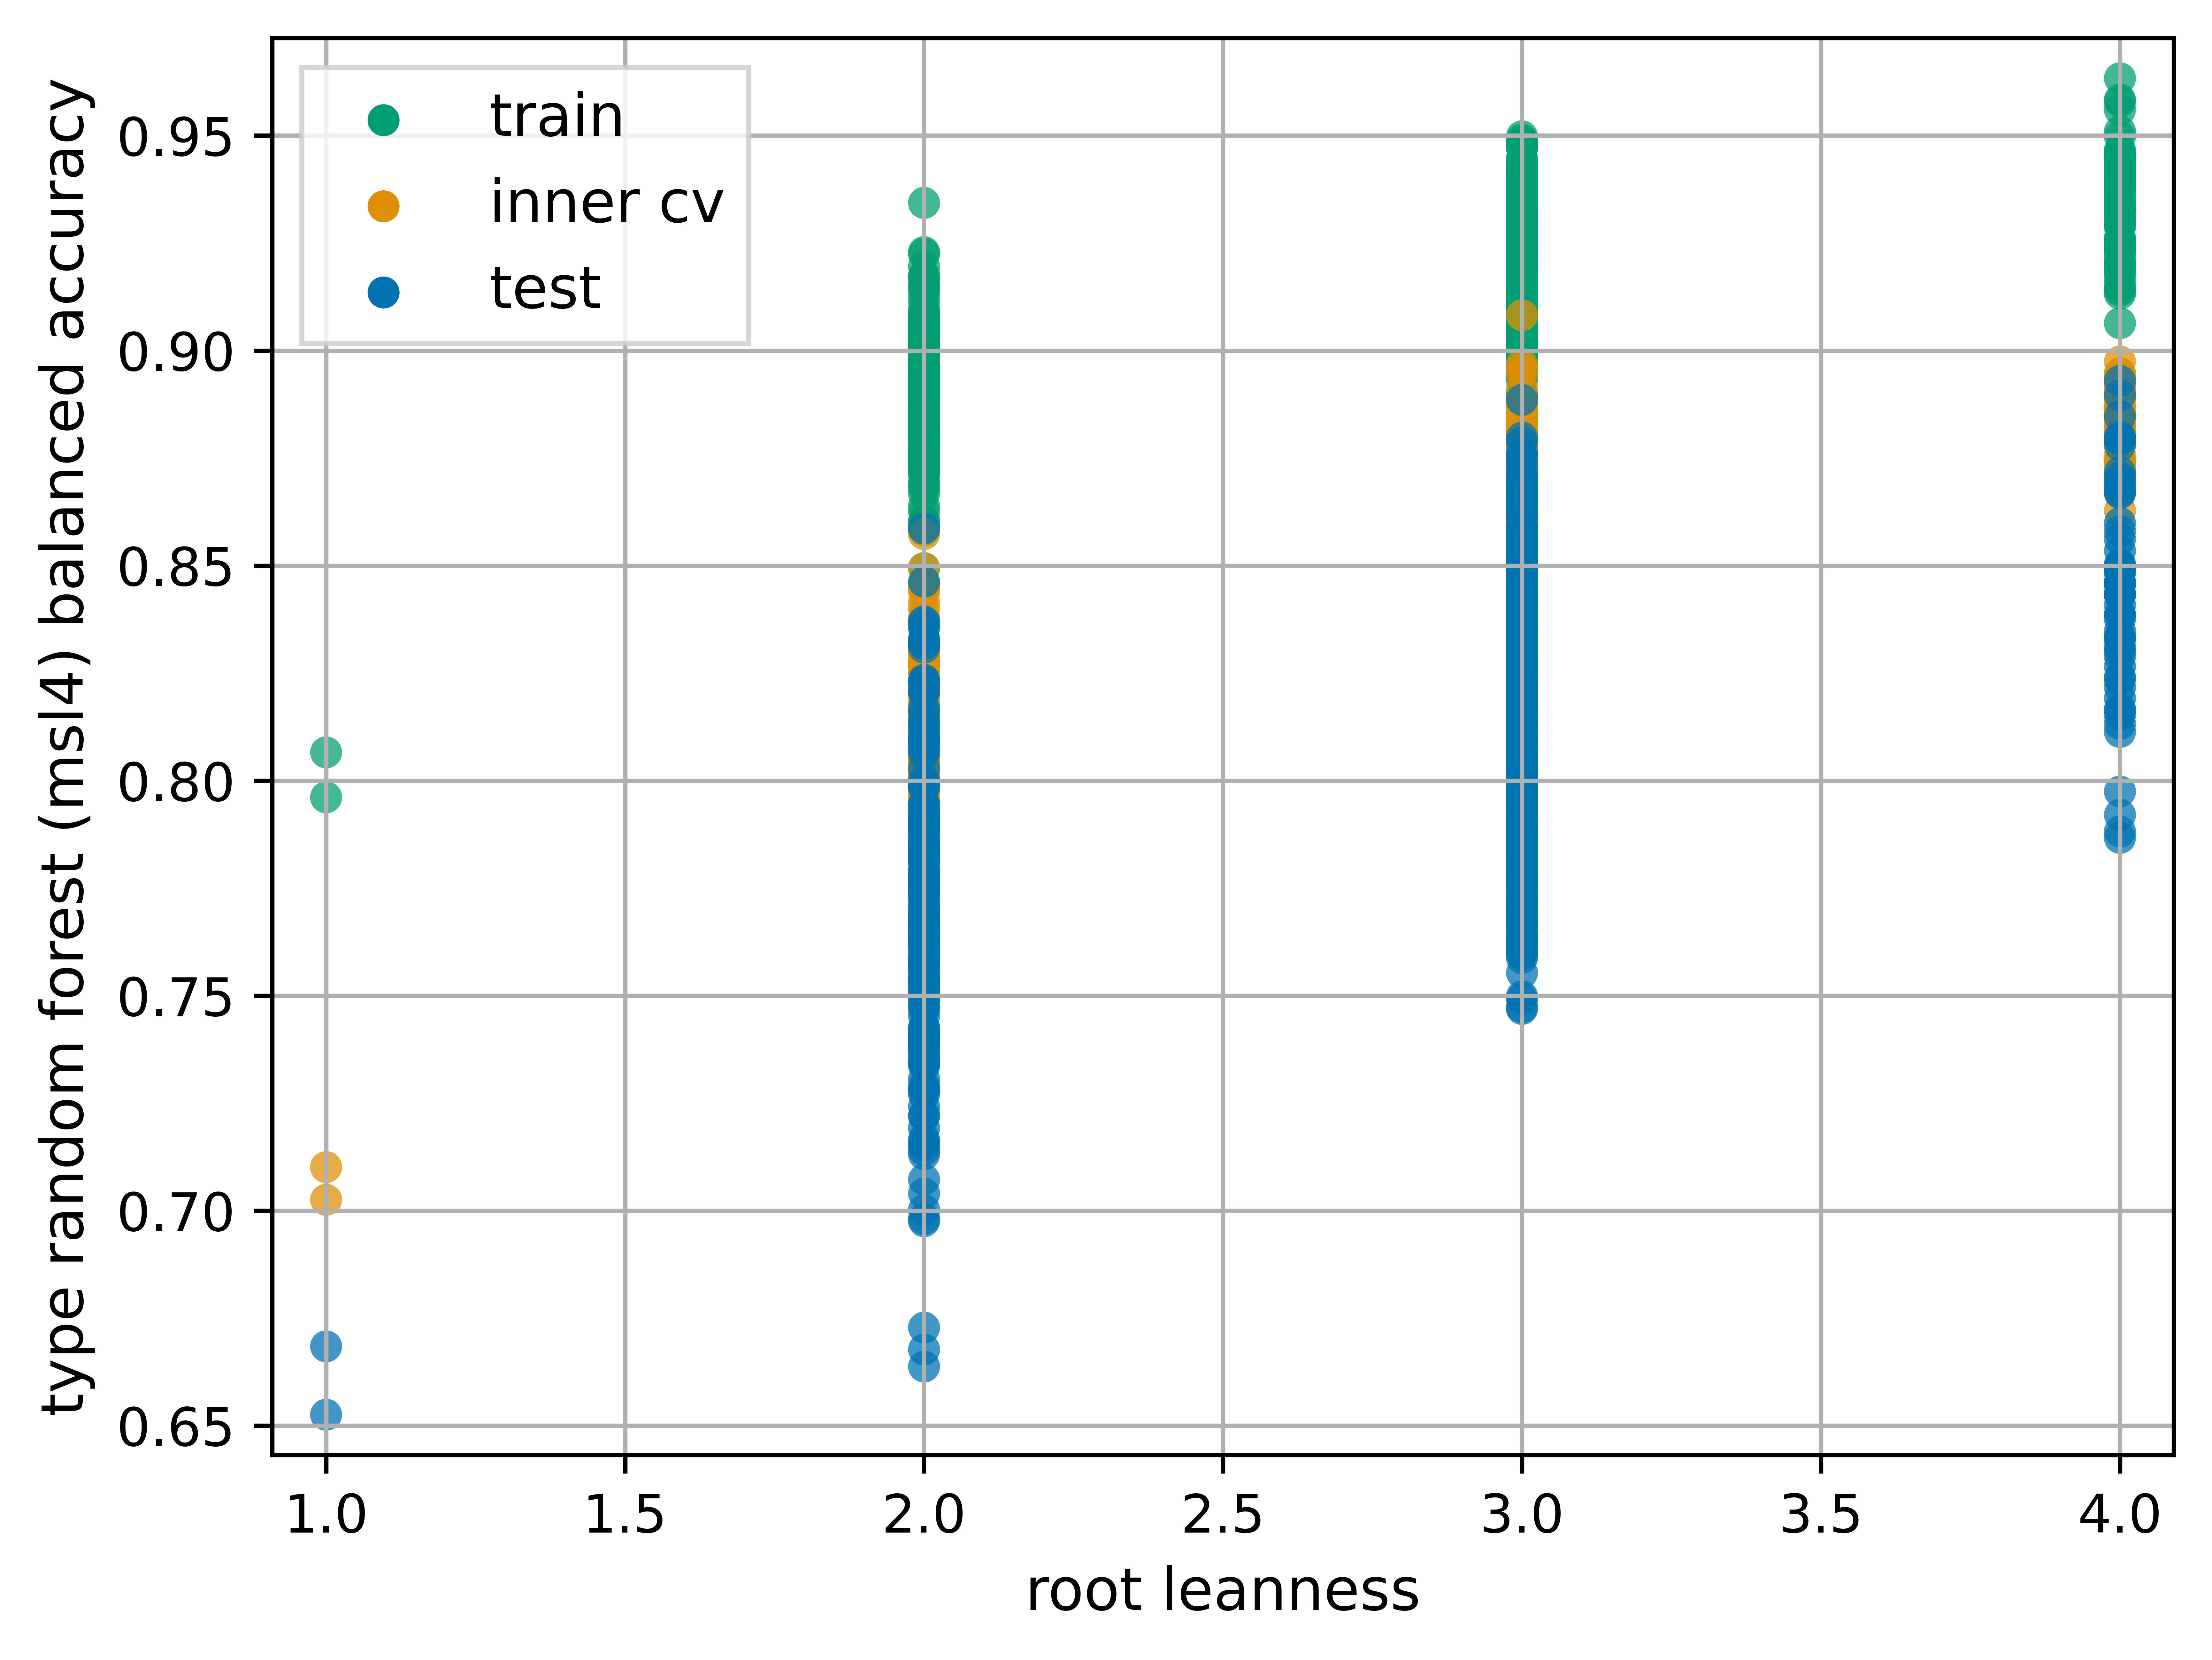 type random forest (msl4) balanced accuracy
train
inner cv
test
0.95
0.90
0.85
0.80
0.75
0.70
0.65
1.0 1.5 2.0 2.5 3.0 3.5 4.0
root leanness